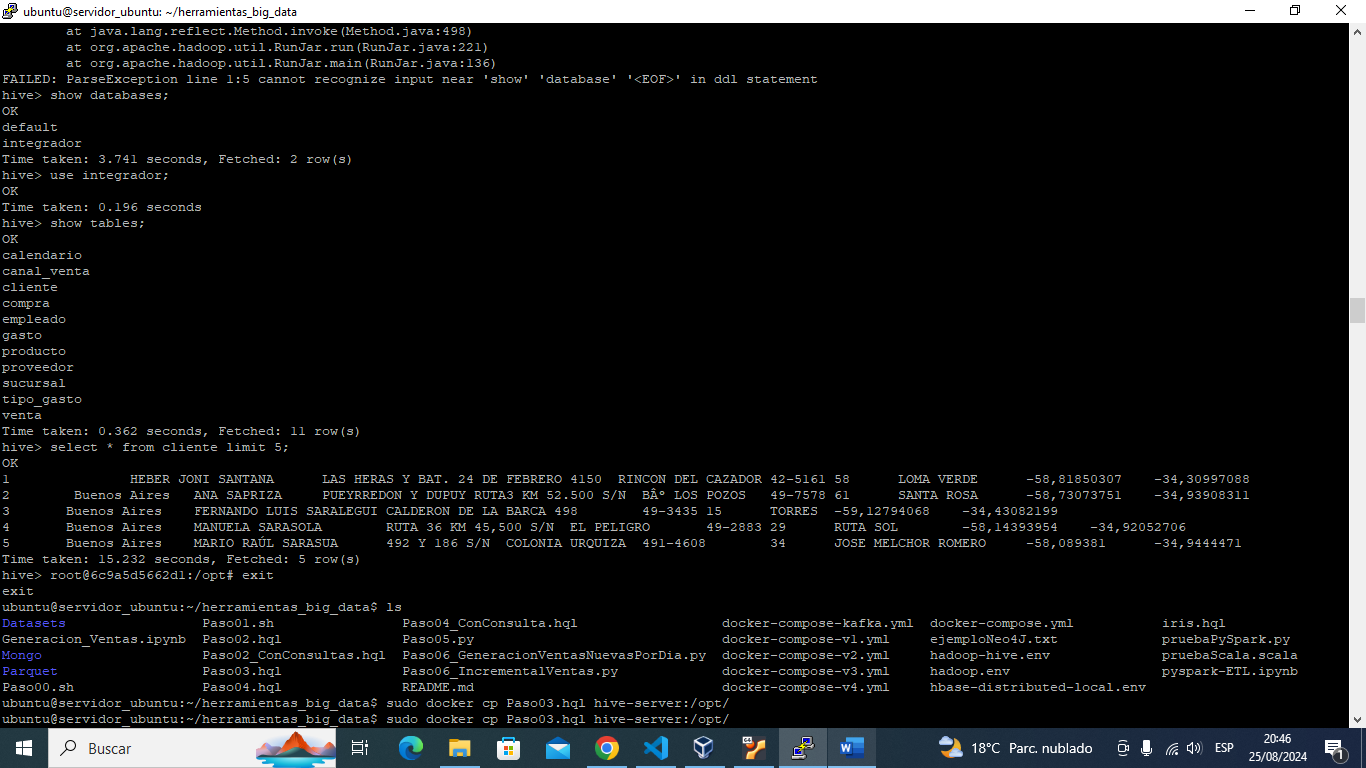 ubuntu@servidor_ubuntu: ~/herramientas_big_data
at java.lang.reflect.Method.invoke(Method.java:498)
at org.apache.hadoop.util.RunJar.run(RunJar.java:221)
at org.apache.hadoop.util.RunJar.main(RunJar.java:136)
FAILED: ParseException line 1:5 cannot recognize input near 'show' 'database' '<EOF>' in ddl statement
hive> show databases;
OK
default
integrador
Time taken: 3.741 seconds, Fetched: 2 row(s)
hive> use integrador;
OK
Time taken: 0.196 seconds
hive> show tables;
OK
calendario
canal_venta
cliente
compra
empleado
gasto
producto
proveedor
sucursal
tipo_gasto
venta
Time taken: 0.362 seconds, Fetched: 11 row(s)
hive> select * from cliente limit 5;
OK
1 HEBER JONI SANTANA LAS HERAS Y BAT. 24 DE FEBRERO 4150 RINCON DEL CAZADOR 42-5161 58 LOMA VERDE -58,81850307 -34,30997088
2 Buenos Aires ANA SAPRIZA PUEYRREDON Y DUPUY RUTA3 KM 52.500 S/N BÂº LOS POZOS 49-7578 61 SANTA ROSA -58,73073751 -34,93908311
3 Buenos Aires FERNANDO LUIS SARALEGUI CALDERON DE LA BARCA 498 49-3435 15 TORRES -59,12794068 -34,43082199
4 Buenos Aires MANUELA SARASOLA RUTA 36 KM 45,500 S/N EL PELIGRO 49-2883 29 RUTA SOL -58,14393954 -34,92052706
5 Buenos Aires MARIO RAÚL SARASUA 492 Y 186 S/N COLONIA URQUIZA 491-4608 34 JOSE MELCHOR ROMERO -58,089381 -34,9444471
Time taken: 15.232 seconds, Fetched: 5 row(s)
hive> root@6c9a5d5662d1:/opt# exit
exit
ubuntu@servidor_ubuntu:~/herramientas_big_data$ ls
Datasets Paso01.sh Paso04_ConConsulta.hql docker-compose-kafka.yml docker-compose.yml iris.hql
Generacion_Ventas.ipynb Paso02.hql Paso05.py docker-compose-v1.yml ejemploNeo4J.txt pruebaPySpark.py
Mongo Paso02_ConConsultas.hql Paso06_GeneracionVentasNuevasPorDia.py docker-compose-v2.yml hadoop-hive.env pruebaScala.scala
Parquet Paso03.hql Paso06_IncrementalVentas.py docker-compose-v3.yml hadoop.env pyspark-ETL.ipynb
Paso00.sh Paso04.hql README.md docker-compose-v4.yml hbase-distributed-local.env
ubuntu@servidor_ubuntu:~/herramientas_big_data$ sudo docker cp Paso03.hql hive-server:/opt/
ubuntu@servidor_ubuntu:~/herramientas_big_data$ sudo docker cp Paso03.hql hive-server:/opt/
Buscar
18°C Parc. nublado
ESP
20:46
25/08/2024
1